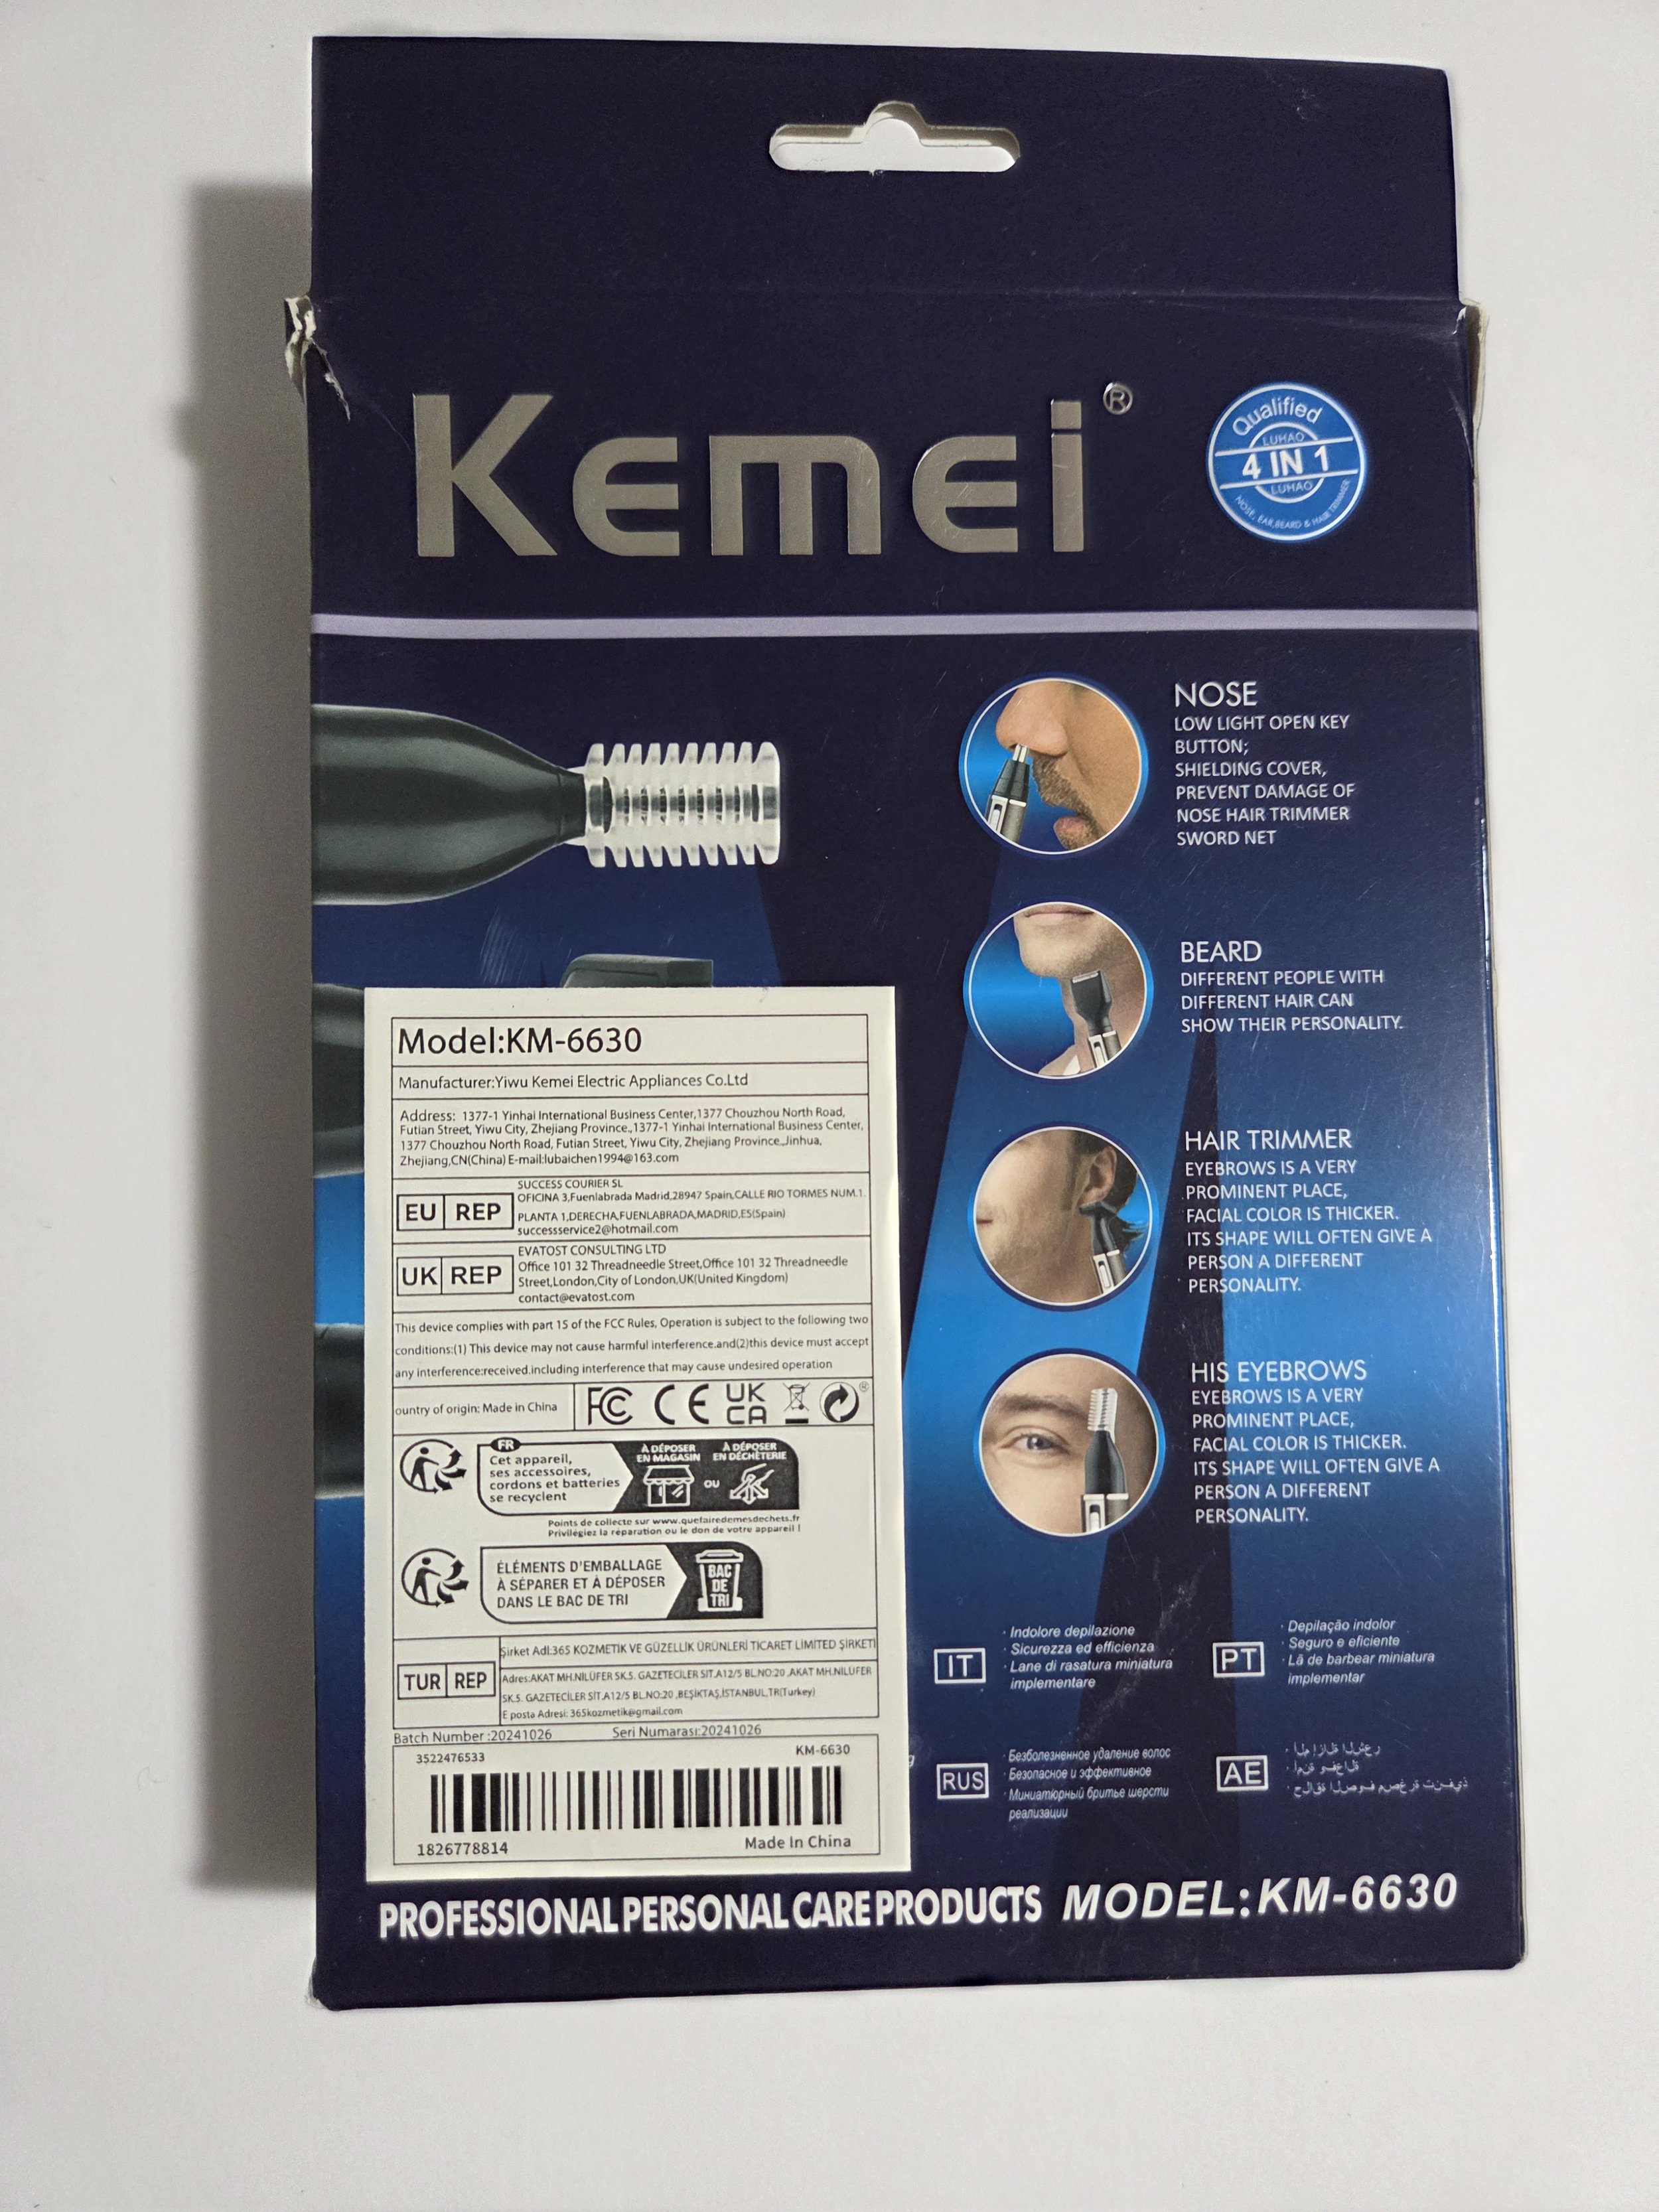 Kemei®
Qualified
LUHAO
4 IN 1
LUHAO
NOSE, EAR,BEARD & HAIR TRIMMER
NOSE
LOW LIGHT OPEN KEY
BUTTON;
SHIELDING COVER,
PREVENT DAMAGE OF
NOSE HAIR TRIMMER
SWORD NET
BEARD
DIFFERENT PEOPLE WITH
DIFFERENT HAIR CAN
SHOW THEIR PERSONALITY.
HAIR TRIMMER
EYEBROWS IS A VERY
PROMINENT PLACE,
FACIAL COLOR IS THICKER.
ITS SHAPE WILL OFTEN GIVE A
PERSON A DIFFERENT
PERSONALITY.
HIS EYEBROWS
EYEBROWS IS A VERY
PROMINENT PLACE,
FACIAL COLOR IS THICKER.
ITS SHAPE WILL OFTEN GIVE A
PERSON A DIFFERENT
PERSONALITY.
Model:KM-6630
Manufacturer:Yiwu Kemei Electric Appliances Co.Ltd
Address: 1377-1 Yinhai International Business Center,1377 Chouzhou North Road,
Futian Street, Yiwu City, Zhejiang Province.,1377-1 Yinhai International Business Center,
1377 Chouzhou North Road, Futian Street, Yiwu City, Zhejiang Province.,Jinhua,
Zhejiang,CN(China) E-mail:lubaichen1994@163.com
EU REP
SUCCESS COURIER SL
OFICINA 3,Fuenlabrada Madrid,28947 Spain,CALLE RIO TORMES NUM.1.
PLANTA 1,DERECHA,FUENLABRADA,MADRID,ES(Spain)
successservice2@hotmail.com
UK REP
EVATOST CONSULTING LTD
Office 101 32 Threadneedle Street,Office 101 32 Threadneedle
Street,London,City of London,UK(United Kingdom)
contact@evatost.com
This device complies with part 15 of the FCC Rules, Operation is subject to the following two
conditions:(1) This device may not cause harmful interference.and(2)this device must accept
any interference:received.including interference that may cause undesired operation
ountry of origin: Made in China
FC CE UK CA
FR
Cet appareil,
ses accessoires,
cordons et batteries
se recyclent
À DÉPOSER
EN MAGASIN
OU
À DÉPOSER
EN DÉCHÈTERIE
Points de collecte sur www.quefairedemesdechets.fr
Privilégiez la réparation ou le don de votre appareil !
ÉLÉMENTS D'EMBALLAGE
À SÉPARER ET À DÉPOSER
DANS LE BAC DE TRI
BAC
DE
TRI
TUR REP
Şirket Adl:365 KOZMETİK VE GÜZELLİK ÜRÜNLERİ TİCARET LİMİTED ŞİRKETİ
Adres:AKAT MH.NİLÜFER SK.S. GAZETECİLER SİT.A12/5 BL.NO:20 ,AKAT MH.NİLÜFER
SK.S. GAZETECİLER SİT.A12/5 BL.NO:20 ,BEŞİKTAŞ,İSTANBUL,TR(Turkey)
E posta Adresi: 365kozmetik@gmail.com
Batch Number :20241026 Seri Numarası:20241026
3522476533 KM-6630
1826778814 Made In China
IT
· Indolore depilazione
· Sicurezza ed efficienza
· Lane di rasatura miniatura
implementare
PT
· Depilação indolor
· Seguro e eficiente
· Lã de barbear miniatura
implementar
RUS
· Безболезненное удаление волос
· Безопасное и эффективное
· Миниатюрный бритье шерсти
реализации
AE
PROFESSIONAL PERSONAL CARE PRODUCTS MODEL:KM-6630